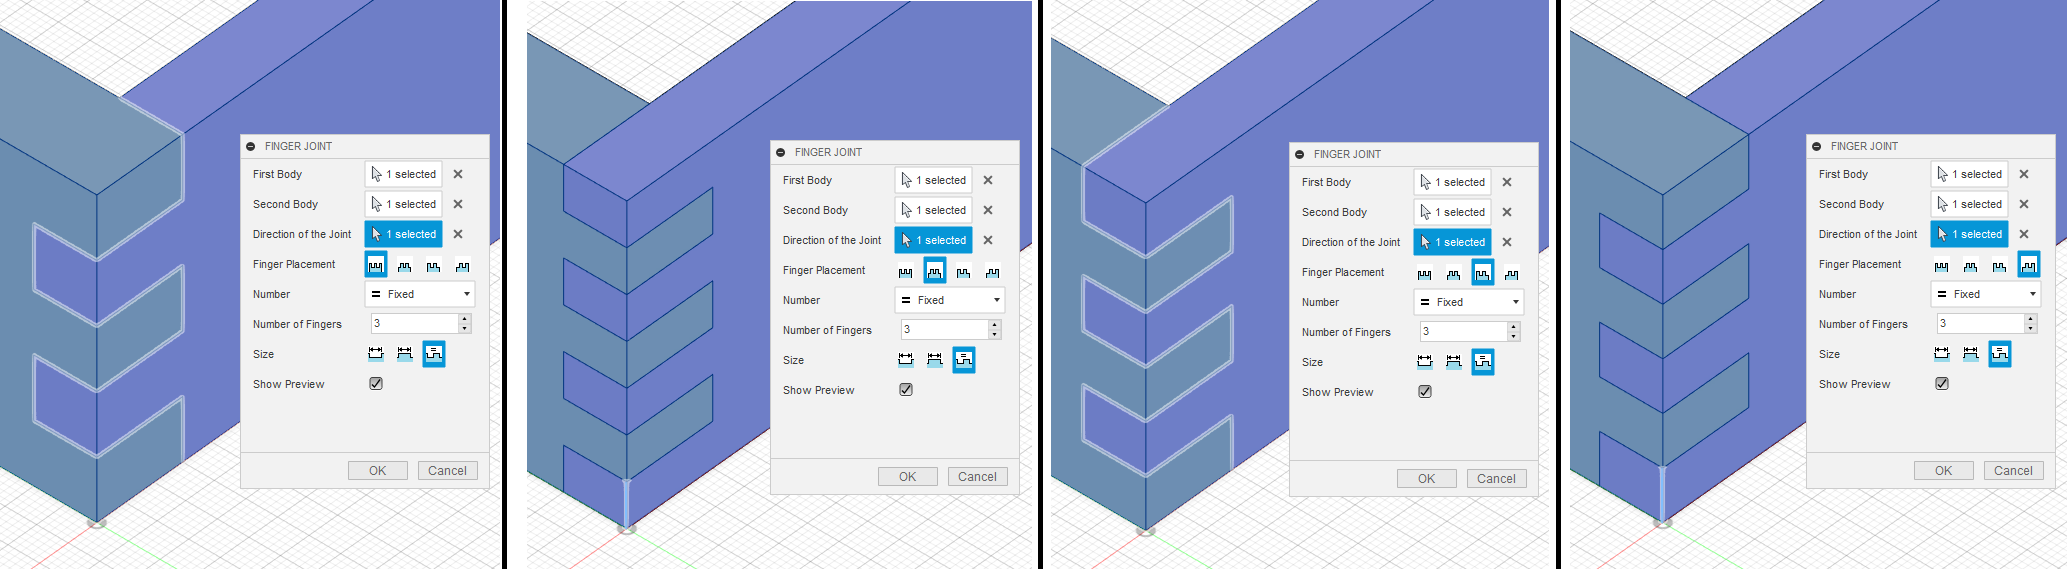 FINGER JOINT
First Body 1 selected
Second Body 1 selected
Direction of the Joint 1 selected
Finger Placement
Number = Fixed
Number of Fingers 3
Size
Show Preview
OK Cancel
FINGER JOINT
First Body 1 selected
Second Body 1 selected
Direction of the Joint 1 selected
Finger Placement
Number = Fixed
Number of Fingers 3
Size
Show Preview
OK Cancel
FINGER JOINT
First Body 1 selected
Second Body 1 selected
Direction of the Joint 1 selected
Finger Placement
Number = Fixed
Number of Fingers 3
Size
Show Preview
OK Cancel
FINGER JOINT
First Body 1 selected
Second Body 1 selected
Direction of the Joint 1 selected
Finger Placement
Number = Fixed
Number of Fingers 3
Size
Show Preview
OK Cancel